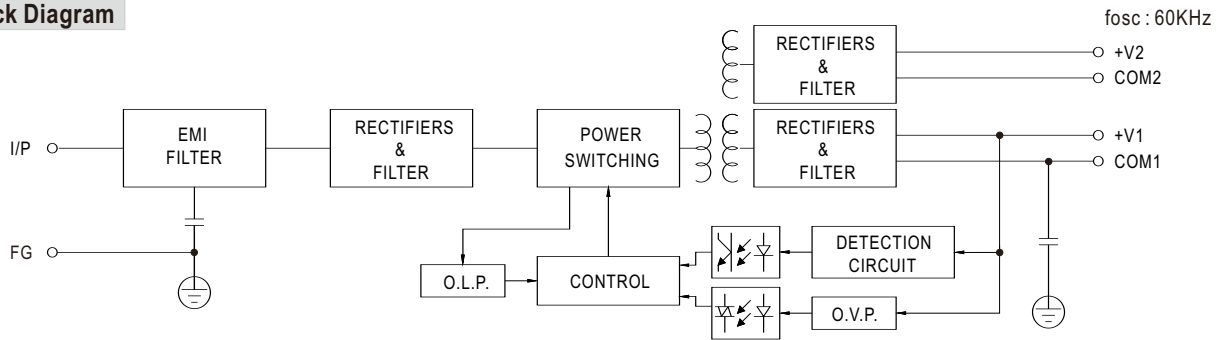 ck Diagram
fosc : 60KHz
RECTIFIERS
&
FILTER
+V2
COM2
I/P
EMI
FILTER
RECTIFIERS
&
FILTER
POWER
SWITCHING
RECTIFIERS
&
FILTER
+V1
COM1
FG
O.L.P.
CONTROL
DETECTION
CIRCUIT
O.V.P.